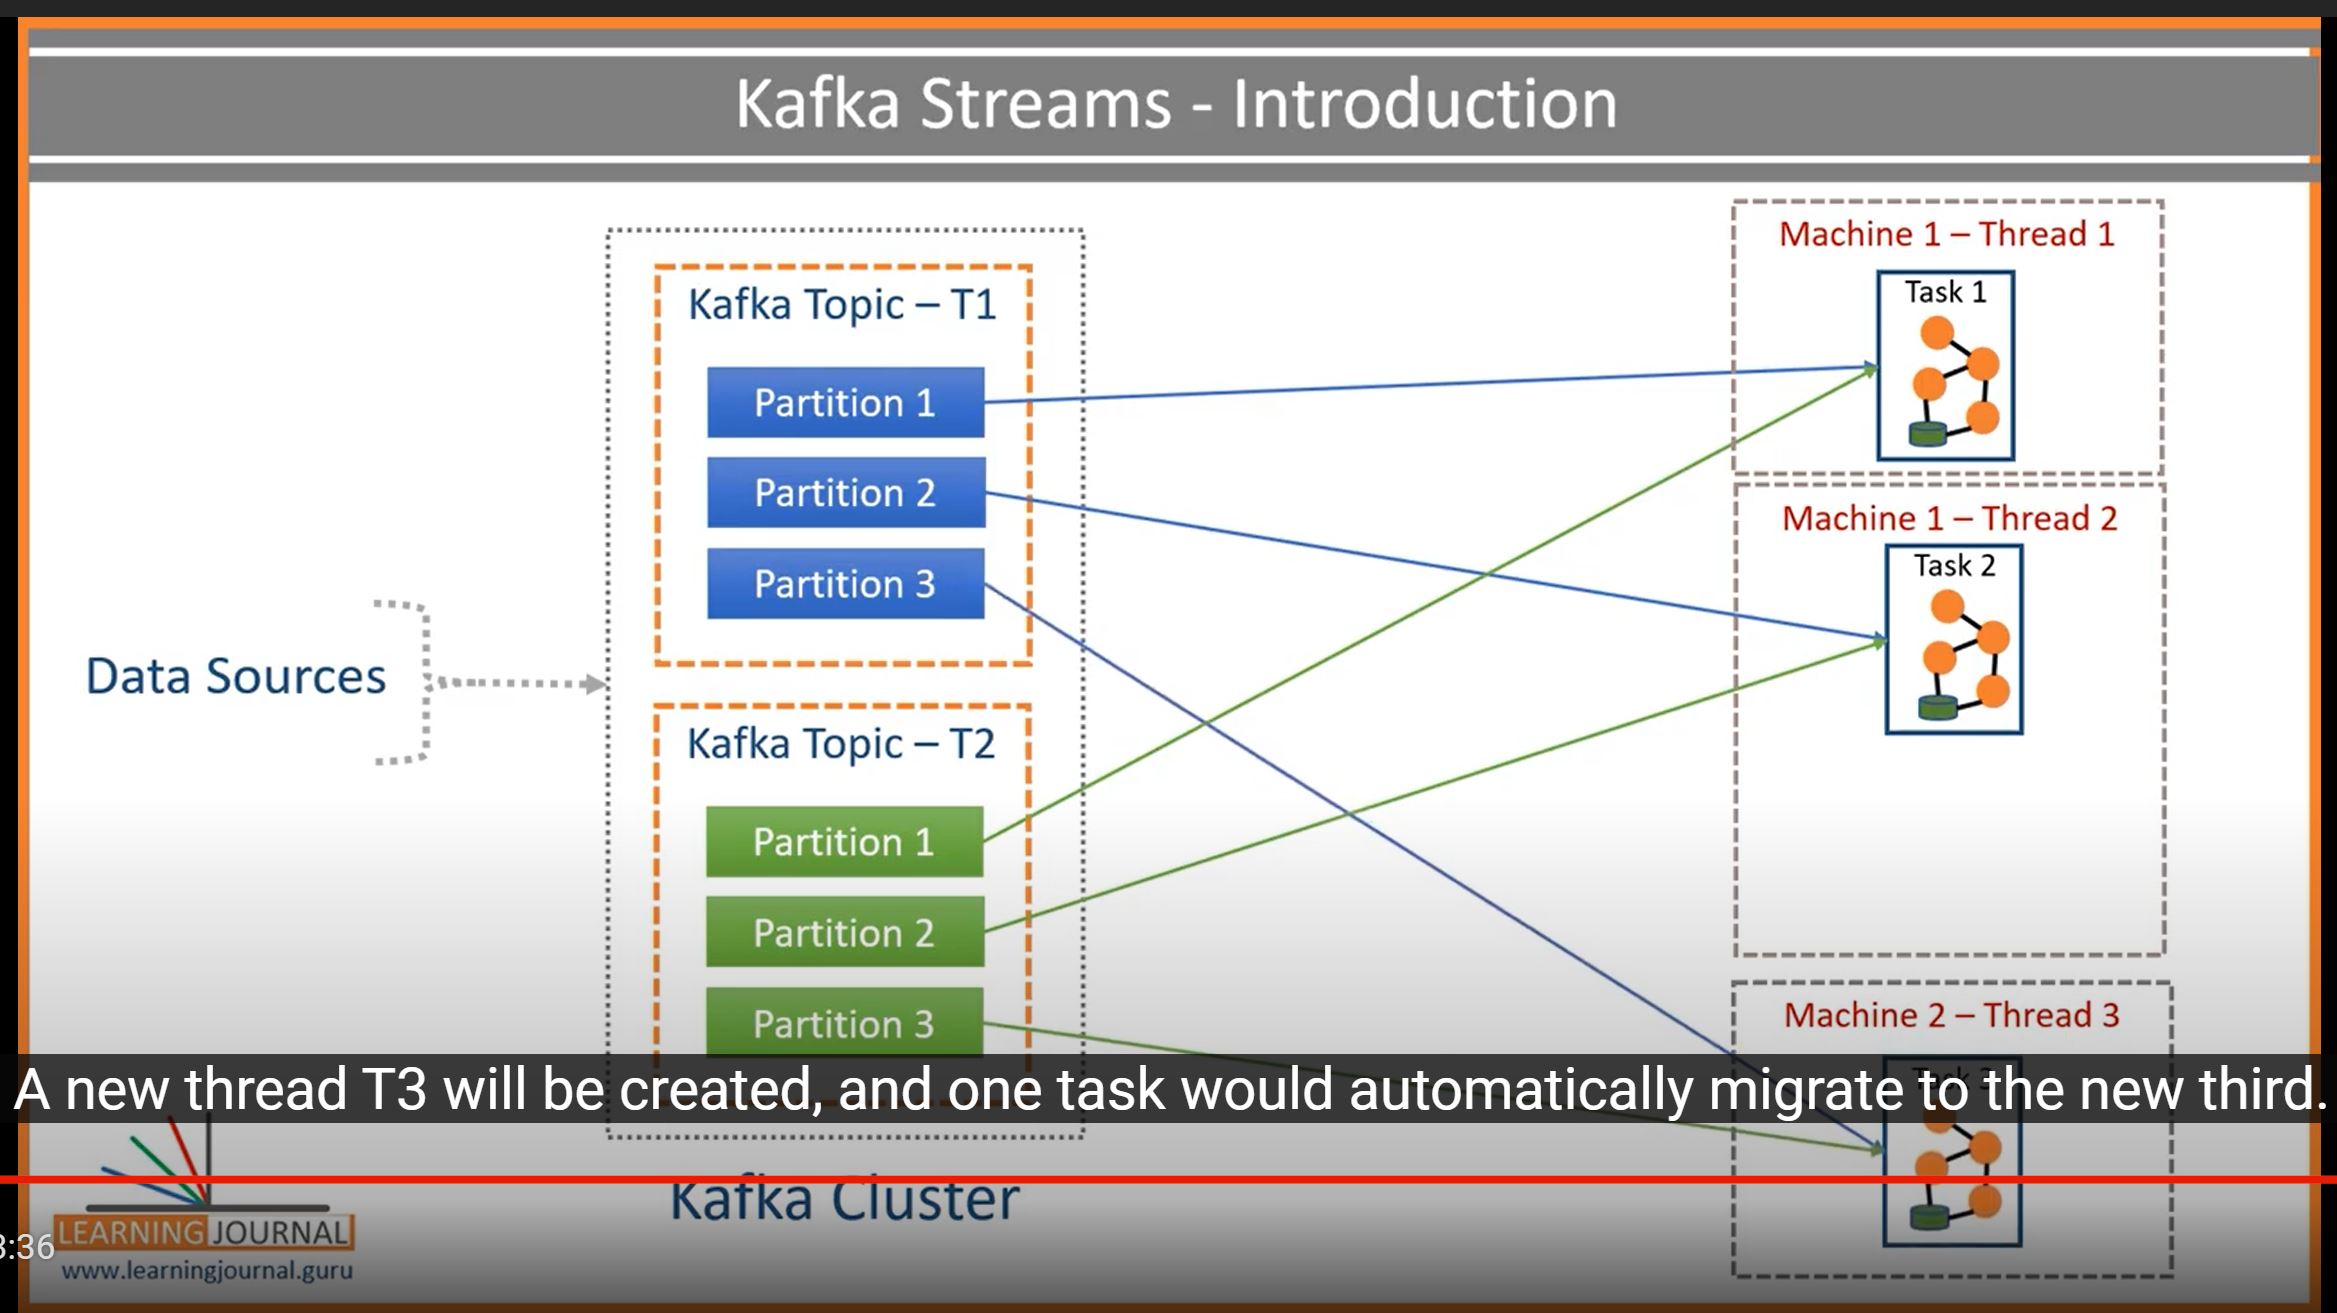 Kafka Streams - Introduction
Data Sources
Kafka Topic – T1
Partition 1
Partition 2
Partition 3
Kafka Topic – T2
Partition 1
Partition 2
Partition 3
Kafka Cluster
Machine 1 – Thread 1
Task 1
Machine 1 – Thread 2
Task 2
Machine 2 – Thread 3
Task 3
A new thread T3 will be created, and one task would automatically migrate to the new third.
LEARNING JOURNAL
:36
www.learningjournal.guru